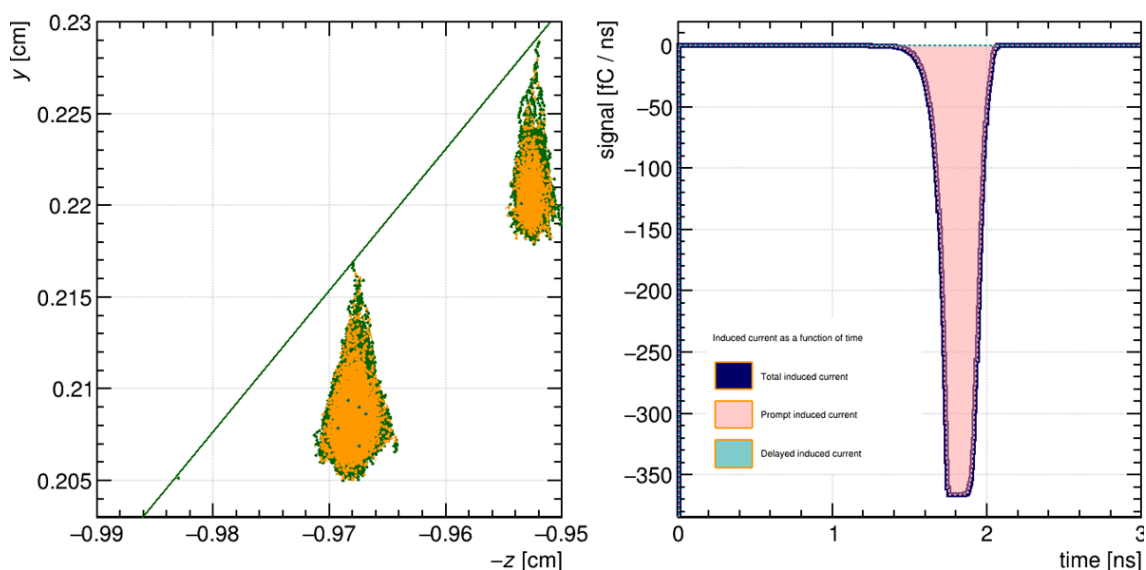 0.23
0.225
0.22
0.215
0.21
0.205
y [cm]
−0.99
−0.98
−0.97
−0.96
−0.95
−z [cm]
signal [fC / ns]
0
−50
−100
−150
−200
−250
−300
−350
Induced current as a function of time
Total induced current
Prompt induced current
Delayed induced current
0
1
2
3
time [ns]